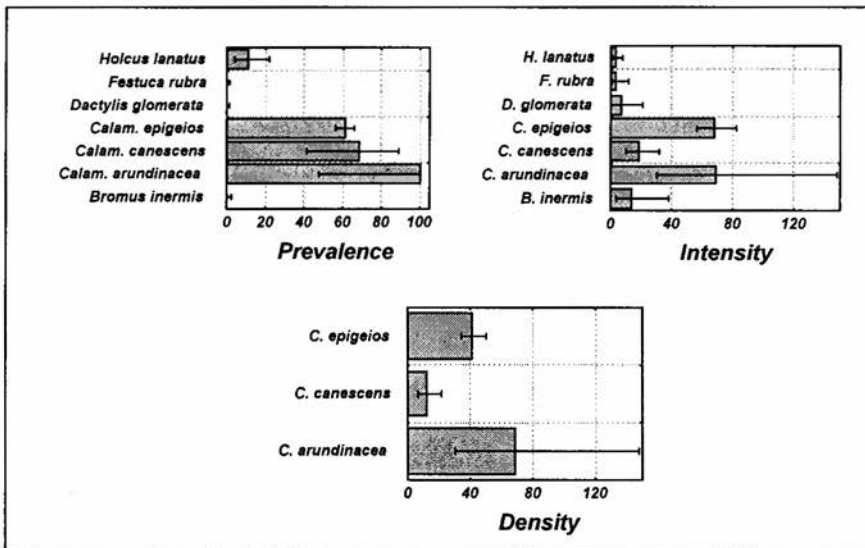 Holcus lanatus
Festuca rubra
Dactylis glomerata
Calam. epigeios
Calam. canescens
Calam. arundinacea
Bromus inermis
0 20 40 60 80 100
Prevalence
H. lanatus
F. rubra
D. glomerata
C. epigeios
C. canescens
C. arundinacea
B. inermis
0 40 80 120
Intensity
C. epigeios
C. canescens
C. arundinacea
0 40 80 120
Density